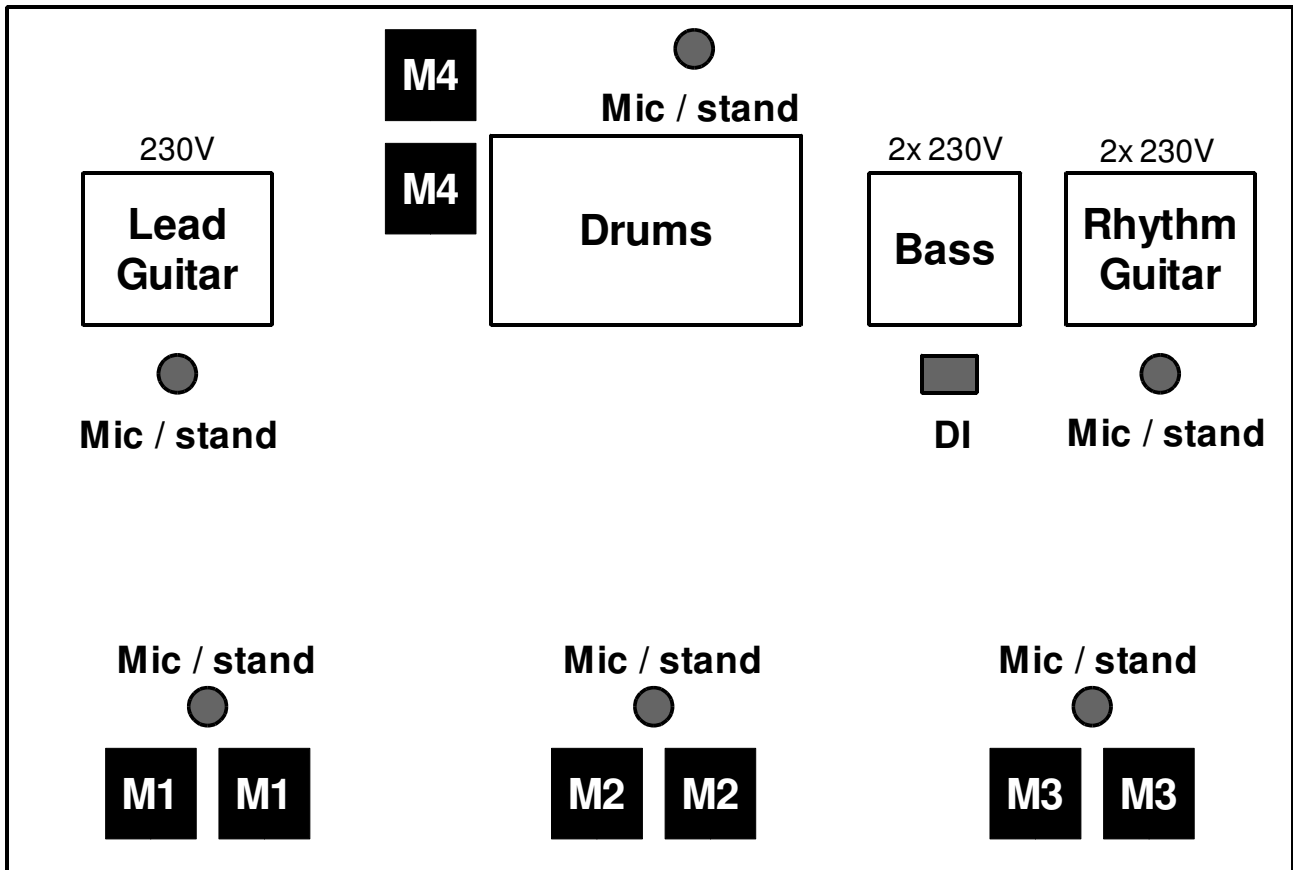 M4
Mic / stand
230V
M4
2x 230V
2x 230V
Lead
Guitar
Drums
Bass
Rhythm
Guitar
Mic / stand
DI
Mic / stand
Mic / stand
Mic / stand
Mic / stand
M1 M1
M2 M2
M3 M3